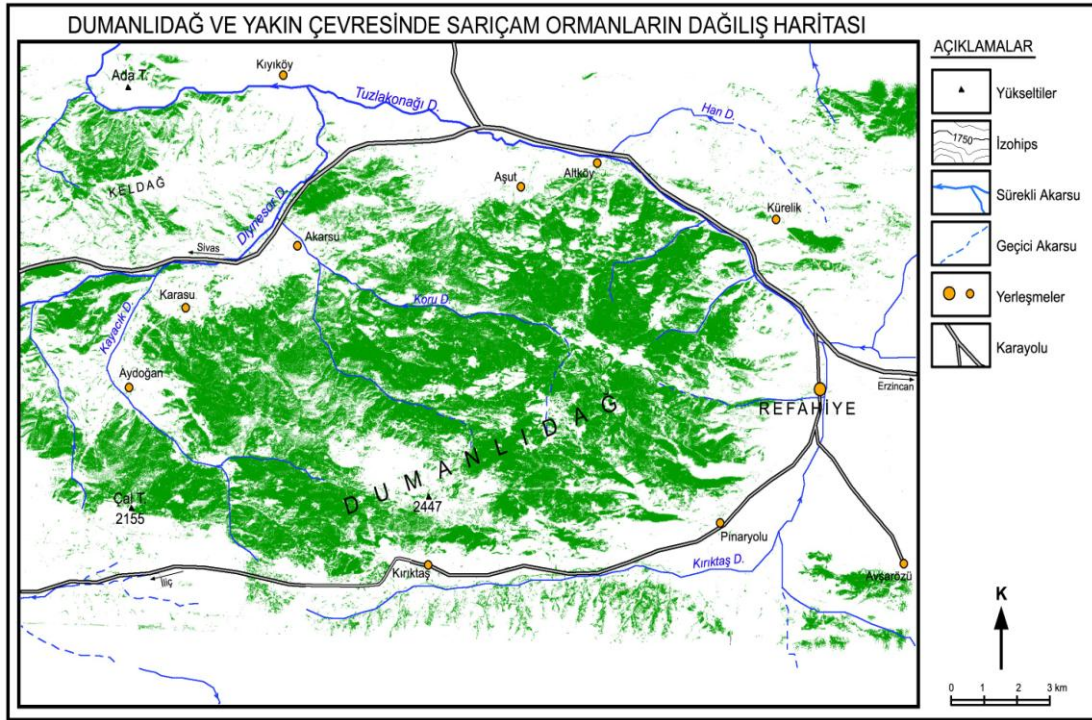 DUMANLIDAĞ VE YAKIN ÇEVRESİNDE SARIÇAM ORMANLARIN DAĞILIŞ HARİTASI
AÇIKLAMALAR
Yükseltiler
1750
İzohips
Sürekli Akarsu
Geçici Akarsu
Yerleşmeler
Karayolu
K
0 1 2 3 km
Ada T.
Kıyıköy
Tuzlakonağı D.
Han D.
KELDAĞ
Aşut
Altköy
Kürelik
Diynesor D.
Sivas
Akarsu
Karasu
Koru D.
Kayacık D.
Aydoğan
Erzincan
REFAHİYE
DUMANLIDAĞ
2447
Çal T.
2155
Pinaryolu
Kırıktaş
Kırıktaş D.
Avşarözü
İliç